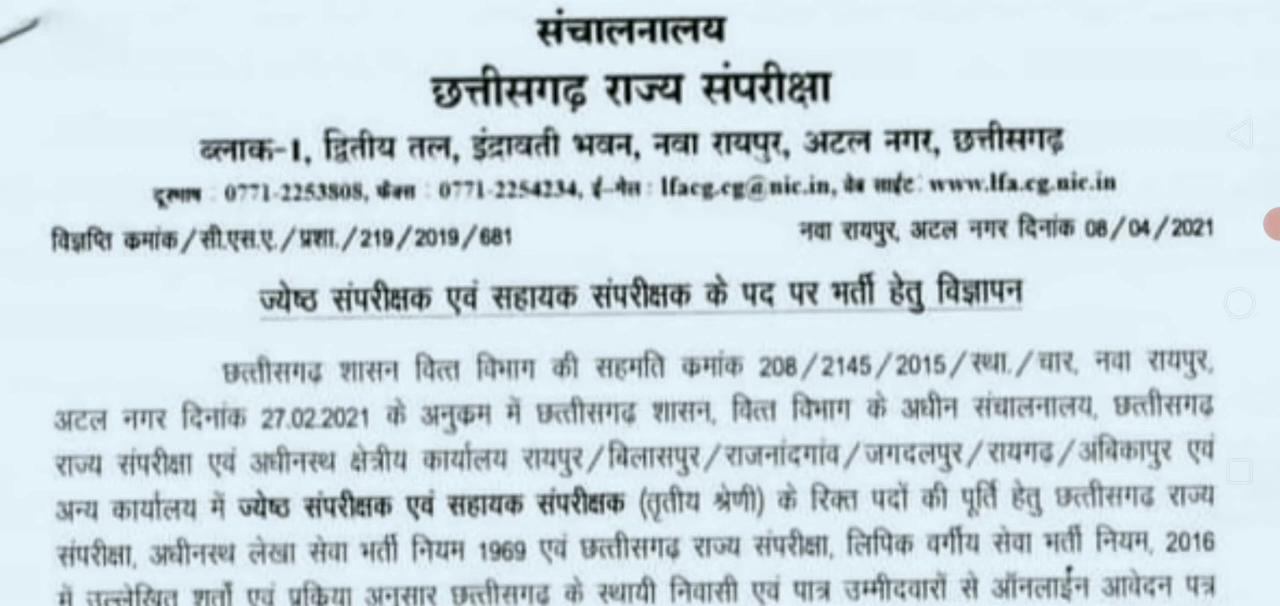 संचालनालय
छत्तीसगढ़ राज्य संपरीक्षा
ब्लाक-1, द्वितीय तल, इंद्रावती भवन, नवा रायपुर, अटल नगर, छत्तीसगढ़
दूरभाष : 0771-2253808, फैक्स : 0771-2254234, ई-मेल : lfacg.cg@nic.in, वेब साईट: www.lfa.cg.nic.in
विज्ञप्ति कमांक/सी.एस.ए./प्रशा./219/2019/681 नवा रायपुर, अटल नगर दिनांक 08/04/2021
ज्येष्ठ संपरीक्षक एवं सहायक संपरीक्षक के पद पर भर्ती हेतु विज्ञापन
छत्तीसगढ शासन वित्त विभाग की सहमति कमांक 208/2145/2015/स्था./चार, नवा रायपुर,
अटल नगर दिनांक 27.02.2021 के अनुकम में छत्तीसगढ शासन, वित्त विभाग के अधीन संचालनालय, छत्तीसगढ
राज्य संपरीक्षा एवं अधीनस्थ क्षेत्रीय कार्यालय रायपुर/बिलासपुर/राजनांदगांव/जगदलपुर/रायगढ/अंबिकापुर एवं
अन्य कार्यालय में ज्येष्ठ संपरीक्षक एवं सहायक संपरीक्षक (तृतीय श्रेणी) के रिक्त पदों की पूर्ति हेतु छत्तीसगढ राज्य
संपरीक्षा, अधीनस्थ लेखा सेवा भर्ती नियम 1969 एवं छत्तीसगढ राज्य संपरीक्षा, लिपिक वर्गीय सेवा भर्ती नियम, 2016
में उल्लेखित शर्तो एवं प्रकिया अनुसार छत्तीसगढ के स्थायी निवासी एवं पात्र उम्मीदवारों से ऑनलाईन आवेदन पत्र